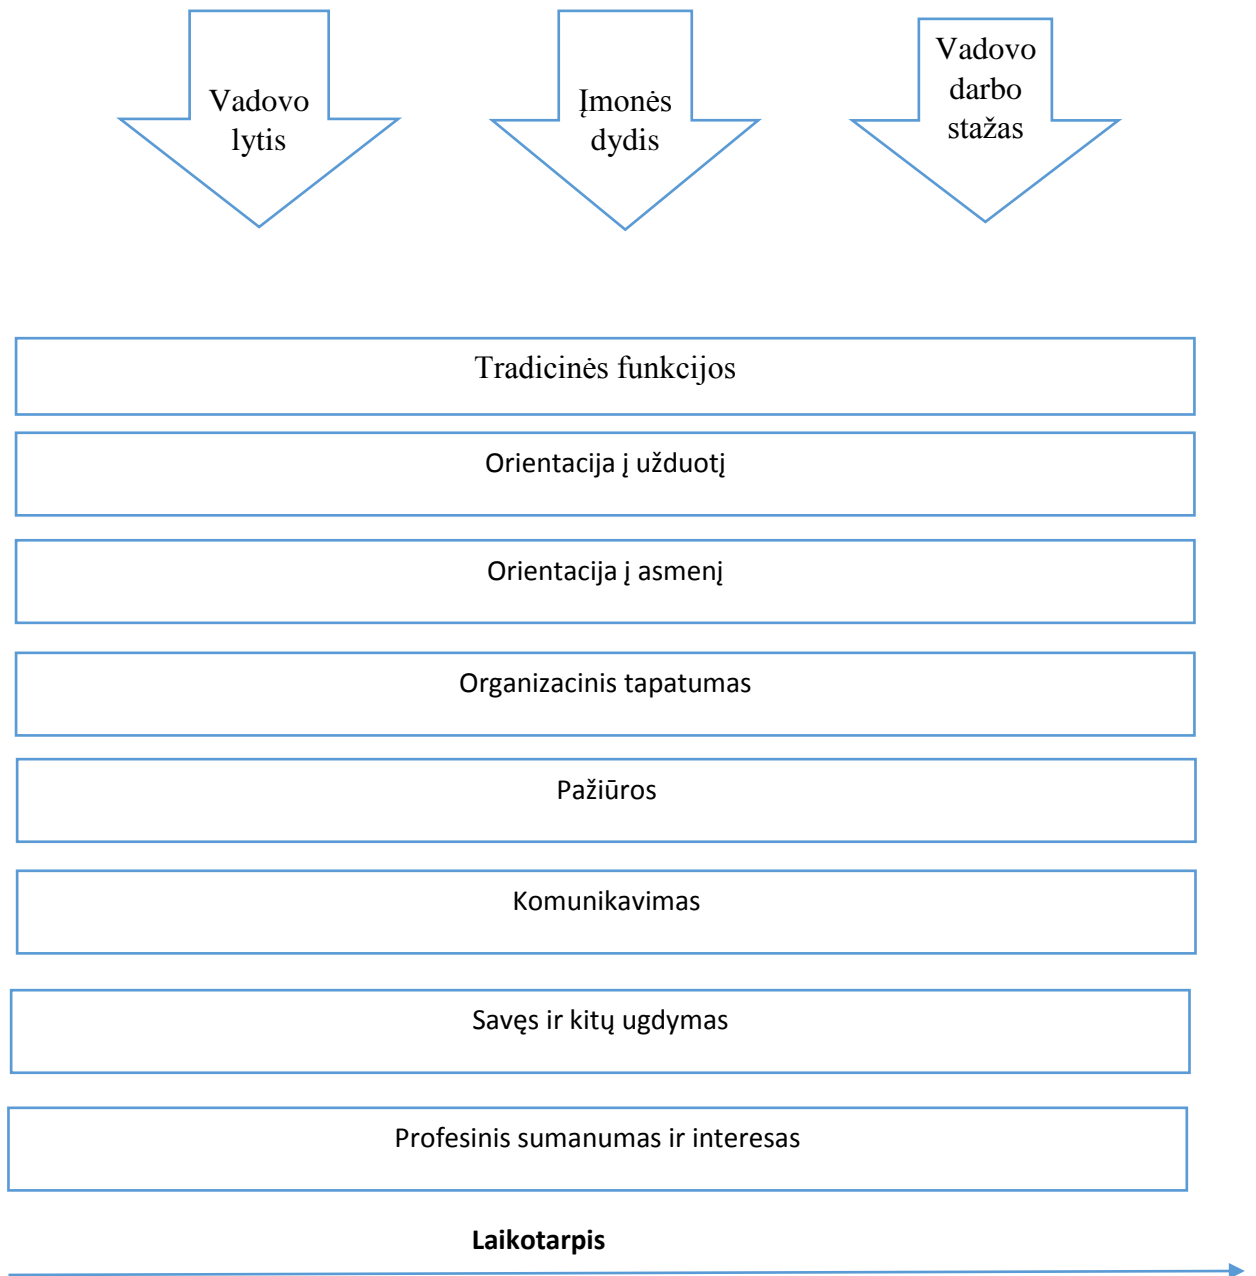 Vadovo
lytis
Įmonės
dydis
Vadovo
darbo
stažas
Tradicinės funkcijos
Orientacija į užduotį
Orientacija į asmenį
Organizacinis tapatumas
Pažiūros
Komunikavimas
Savęs ir kitų ugdymas
Profesinis sumanumas ir interesas
Laikotarpis